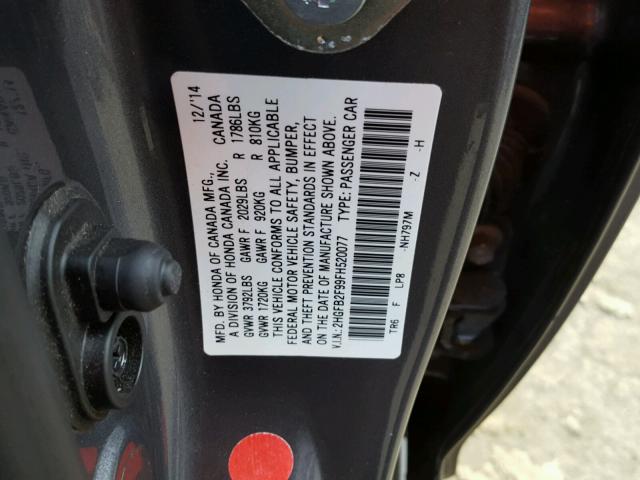 MFD. BY HONDA OF CANADA MFG., 12/'14
A DIVISION OF HONDA CANADA INC. CANADA
GVWR 3792LBS GAWR F 2029LBS R 1786LBS
GVWR 1720KG GAWR F 920KG R 810KG
THIS VEHICLE CONFORMS TO ALL APPLICABLE
FEDERAL MOTOR VEHICLE SAFETY, BUMPER,
AND THEFT PREVENTION STANDARDS IN EFFECT
ON THE DATE OF MANUFACTURE SHOWN ABOVE.
V.I.N.:2HGFB2F99FH520077 TYPE: PASSENGER CAR
TR6 F LP8 -NH797M -Z -H